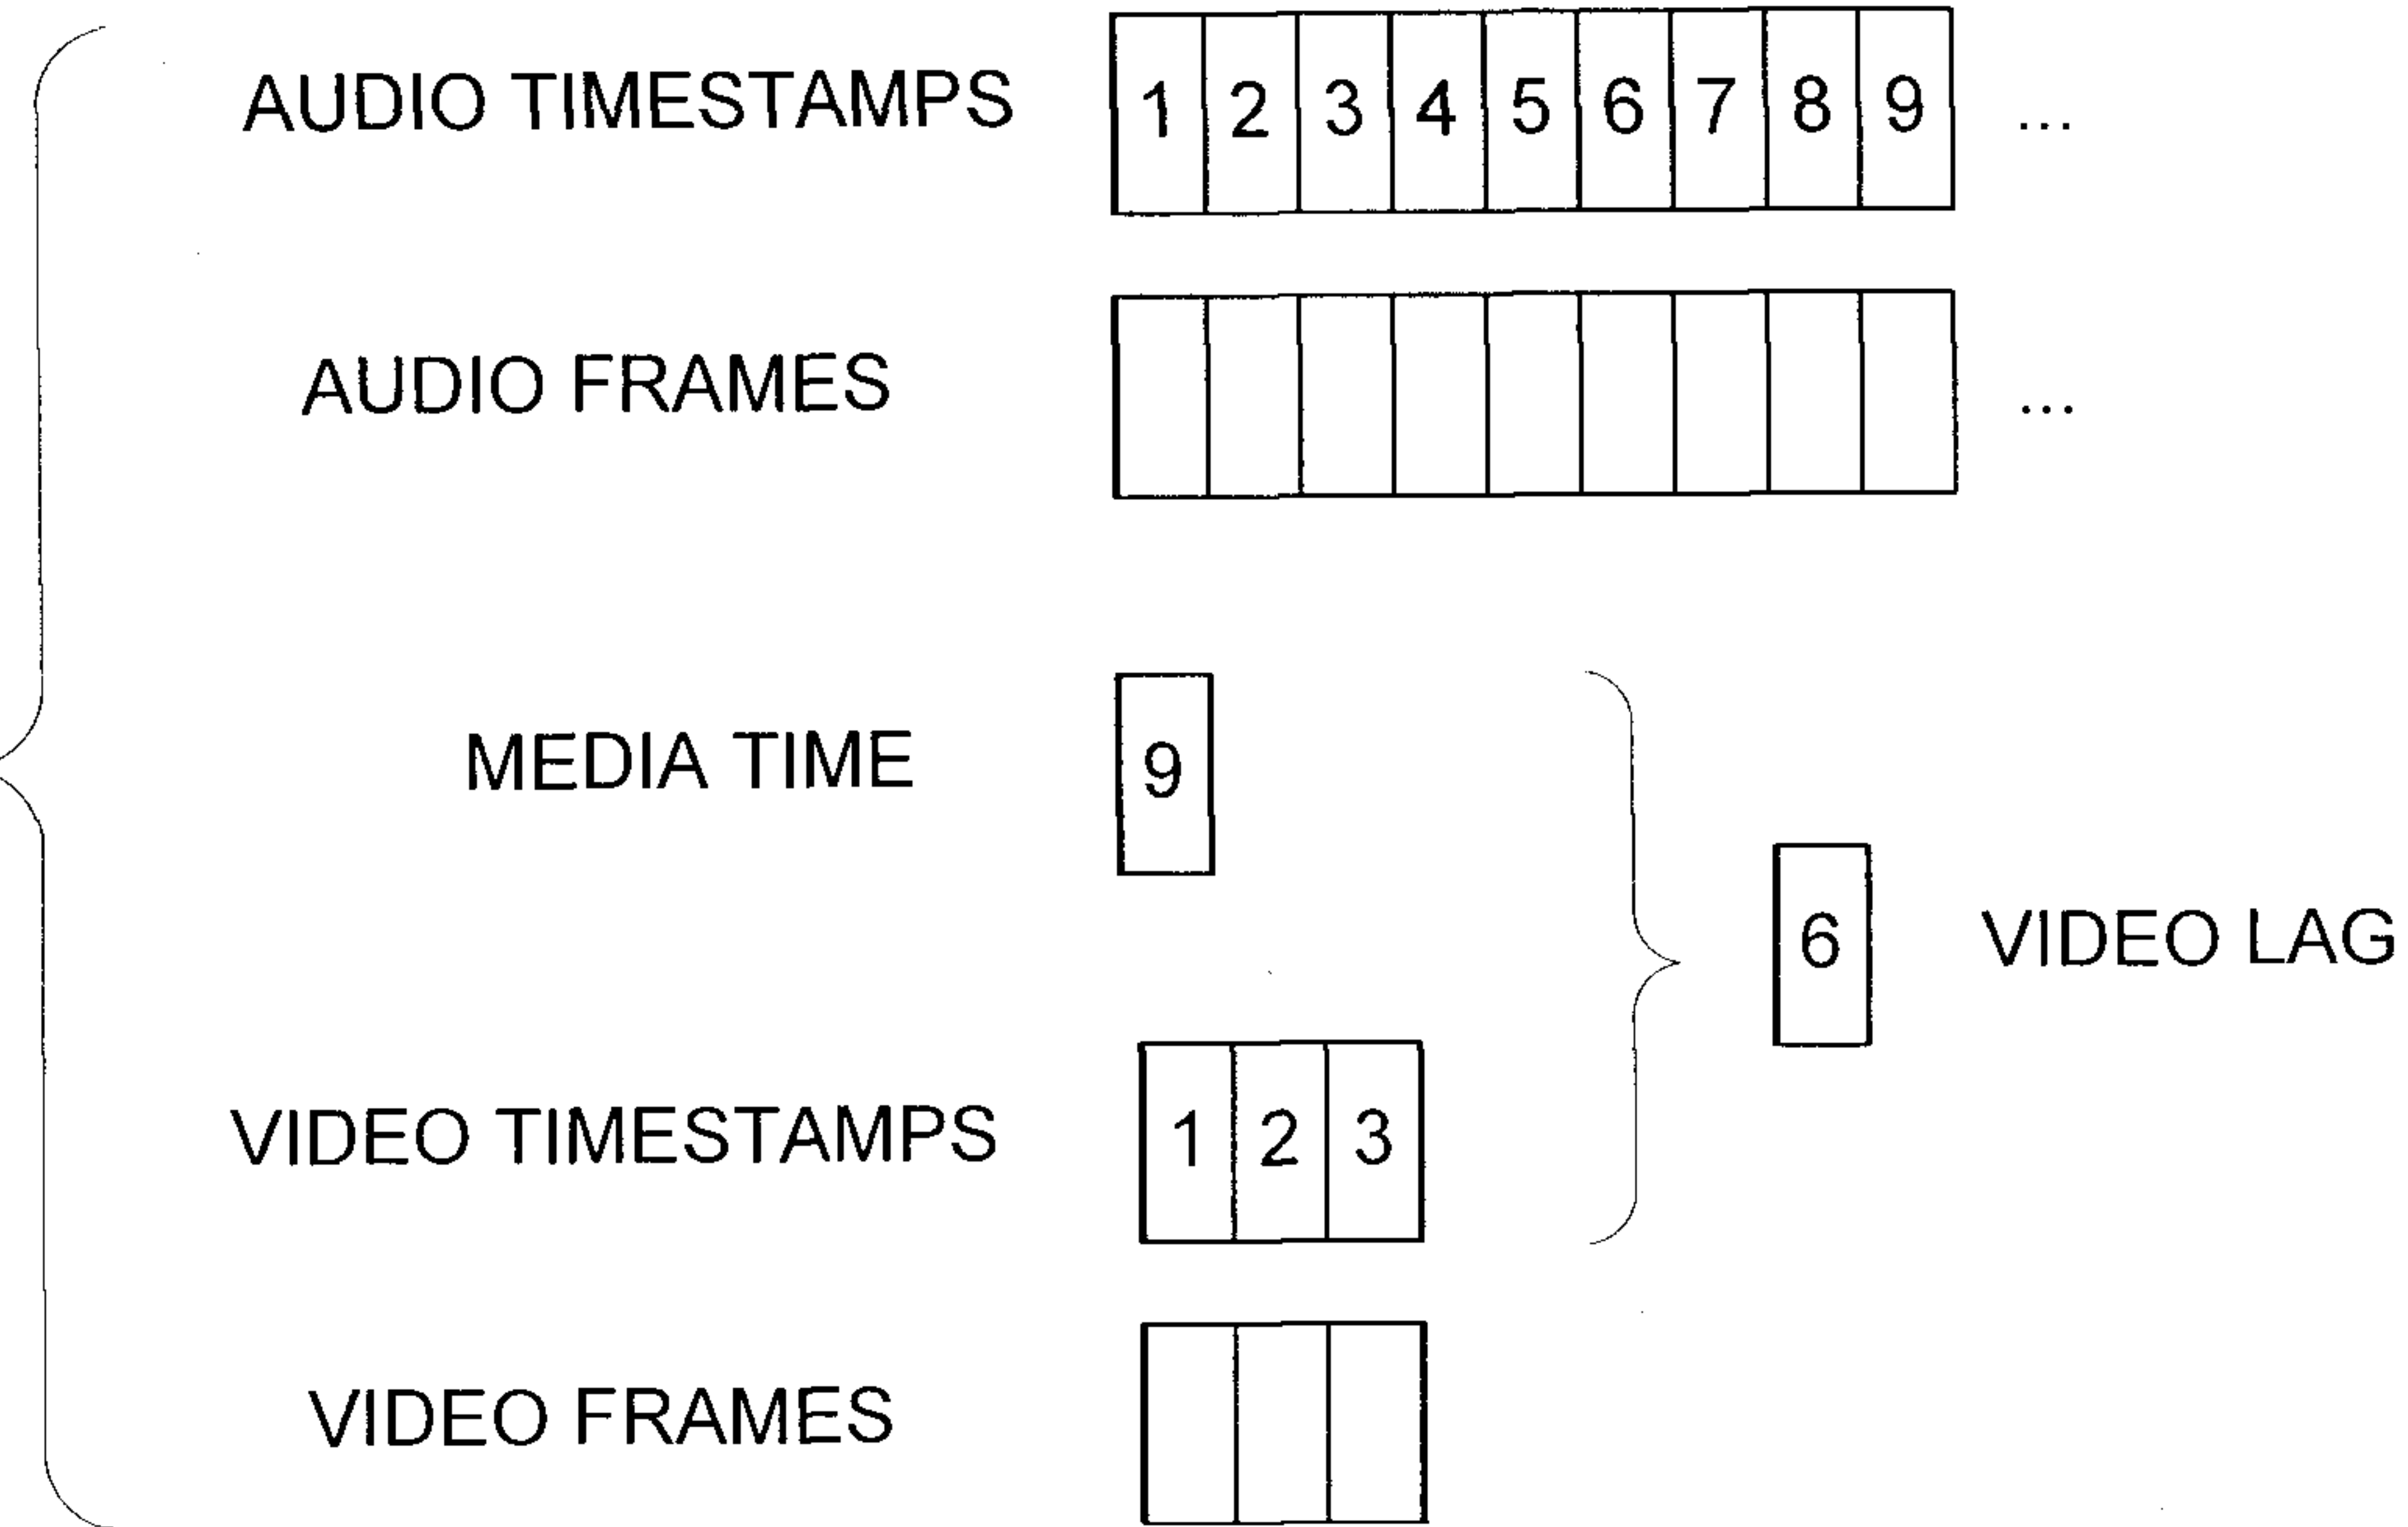 AUDIO TIMESTAMPS 1 2 3 4 5 6 7 8 9 ...
AUDIO FRAMES ...
MEDIA TIME 9
6 VIDEO LAG
VIDEO TIMESTAMPS 1 2 3
VIDEO FRAMES